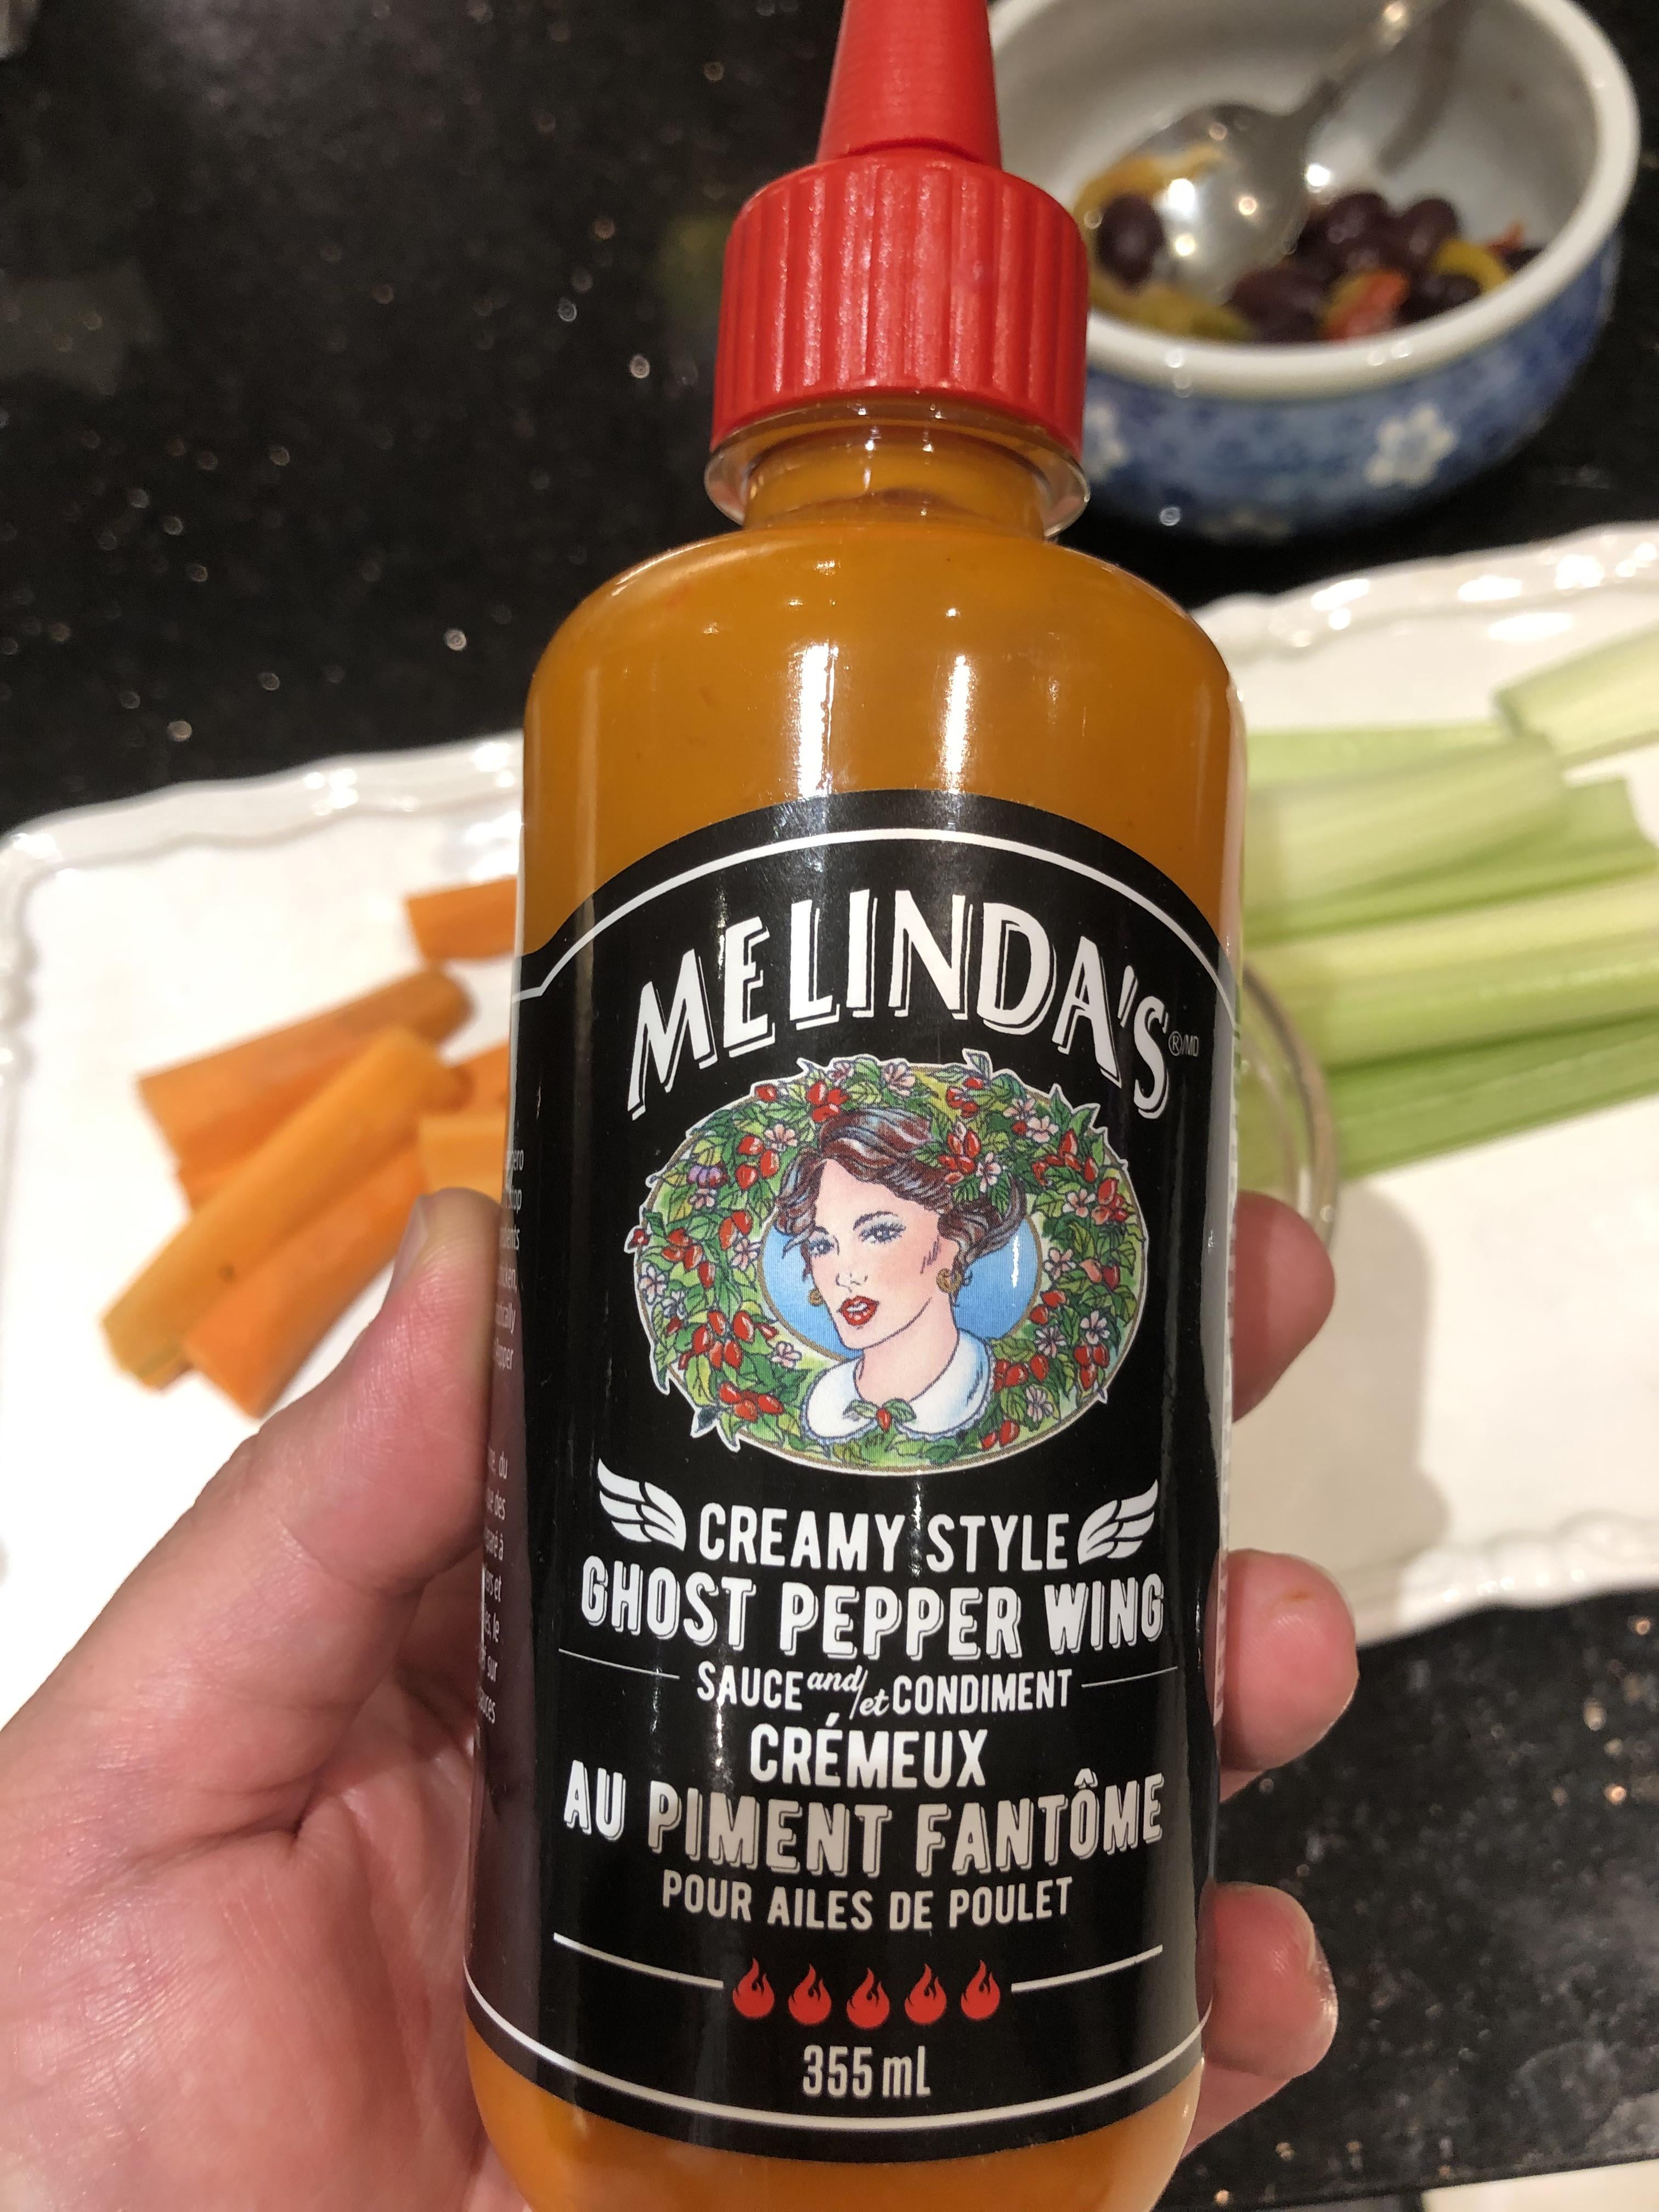 MELINDA'S ®/MD
CREAMY STYLE
GHOST PEPPER WING
SAUCE and/et CONDIMENT
CRÉMEUX
AU PIMENT FANTÔME
POUR AILES DE POULET
355 mL